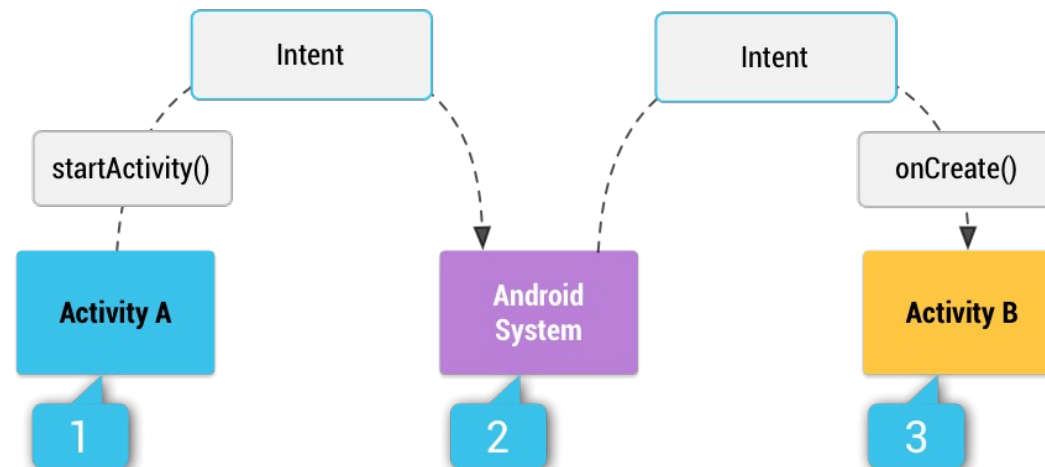 Intent
Intent
startActivity()
onCreate()
Activity A
Android
System
Activity B
1
2
3